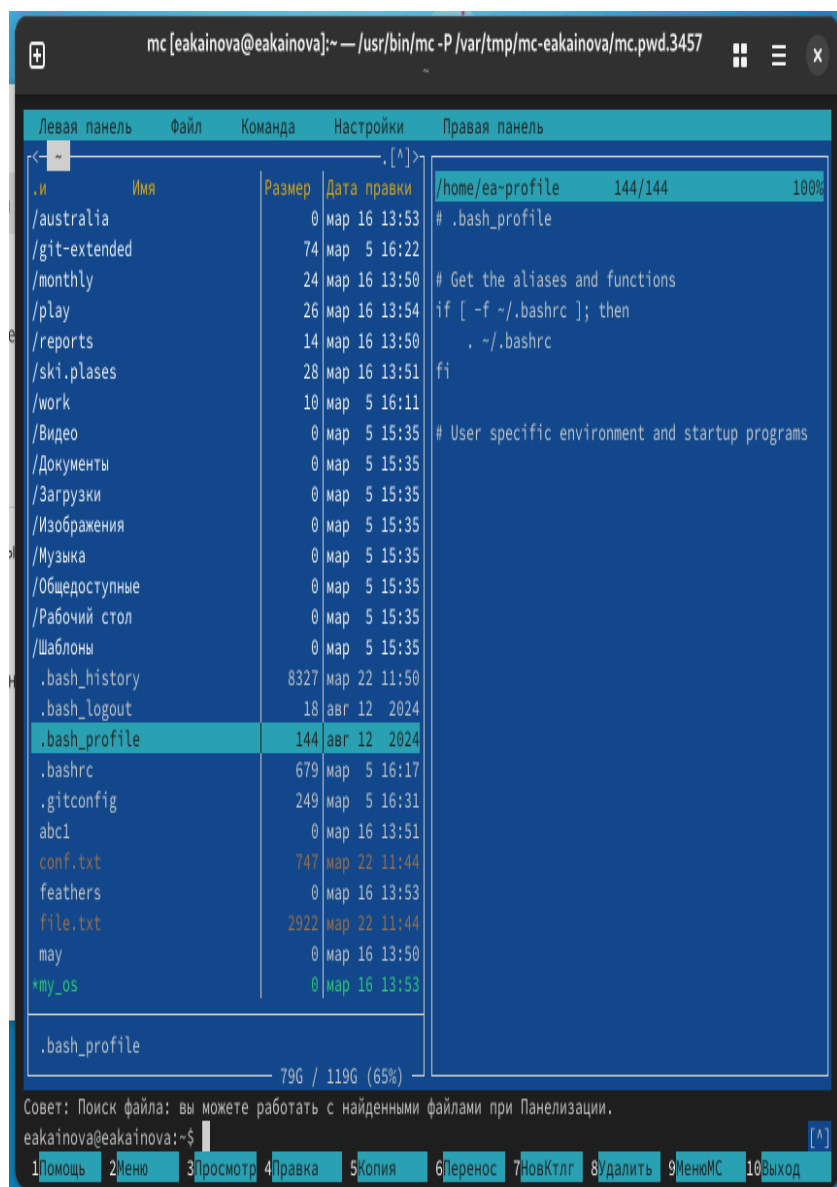 mc [eakainova@eakainova]:~ — /usr/bin/mc -P /var/tmp/mc-eakainova/mc.pwd.3457
~
Левая панель Файл Команда Настройки Правая панель
<- ~ .[^]>
.и Имя Размер Дата правки
/australia 0 мар 16 13:53
/git-extended 74 мар 5 16:22
/monthly 24 мар 16 13:50
/play 26 мар 16 13:54
/reports 14 мар 16 13:50
/ski.plases 28 мар 16 13:51
/work 10 мар 5 16:11
/Видео 0 мар 5 15:35
/Документы 0 мар 5 15:35
/Загрузки 0 мар 5 15:35
/Изображения 0 мар 5 15:35
/Музыка 0 мар 5 15:35
/Общедоступные 0 мар 5 15:35
/Рабочий стол 0 мар 5 15:35
/Шаблоны 0 мар 5 15:35
.bash_history 8327 мар 22 11:50
.bash_logout 18 авг 12 2024
.bash_profile 144 авг 12 2024
.bashrc 679 мар 5 16:17
.gitconfig 249 мар 5 16:31
abc1 0 мар 16 13:51
conf.txt 747 мар 22 11:44
feathers 0 мар 16 13:53
file.txt 2922 мар 22 11:44
may 0 мар 16 13:50
*my_os 0 мар 16 13:53
.bash_profile
79G / 119G (65%)
/home/ea~profile 144/144 100%
# .bash_profile
# Get the aliases and functions
if [ -f ~/.bashrc ]; then
. ~/.bashrc
fi
# User specific environment and startup programs
Совет: Поиск файла: вы можете работать с найденными файлами при Панелизации.
eakainova@eakainova:~$ [^]
1Помощь 2Меню 3Просмотр 4Правка 5Копия 6Перенос 7НовКтлг 8Удалить 9МенюMC 10Выход